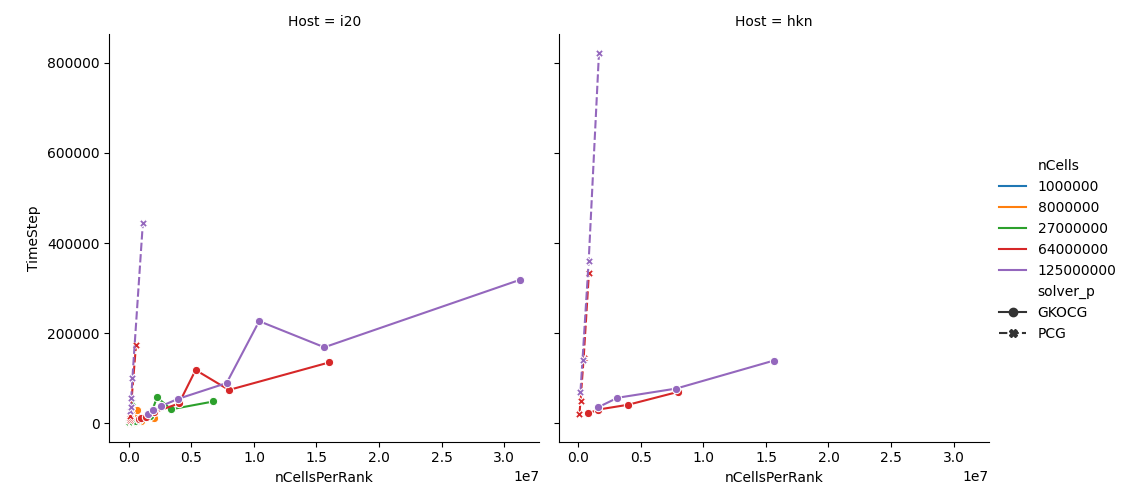 Host = i20
Host = hkn
TimeStep
800000
600000
400000
200000
0
0.0 0.5 1.0 1.5 2.0 2.5 3.0
1e7
nCellsPerRank
0.0 0.5 1.0 1.5 2.0 2.5 3.0
1e7
nCellsPerRank
nCells
1000000
8000000
27000000
64000000
125000000
solver_p
GKOCG
PCG